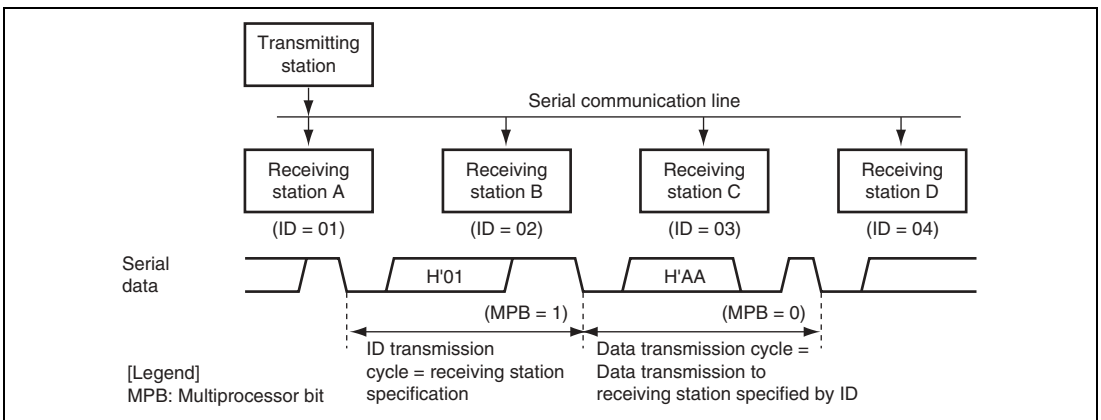 Transmitting
station
Serial communication line
Receiving
station A
Receiving
station B
Receiving
station C
Receiving
station D
(ID = 01)
(ID = 02)
(ID = 03)
(ID = 04)
Serial
data
H'01
H'AA
(MPB = 1)
(MPB = 0)
ID transmission
cycle = receiving station
specification
Data transmission cycle =
Data transmission to
receiving station specified by ID
[Legend]
MPB: Multiprocessor bit